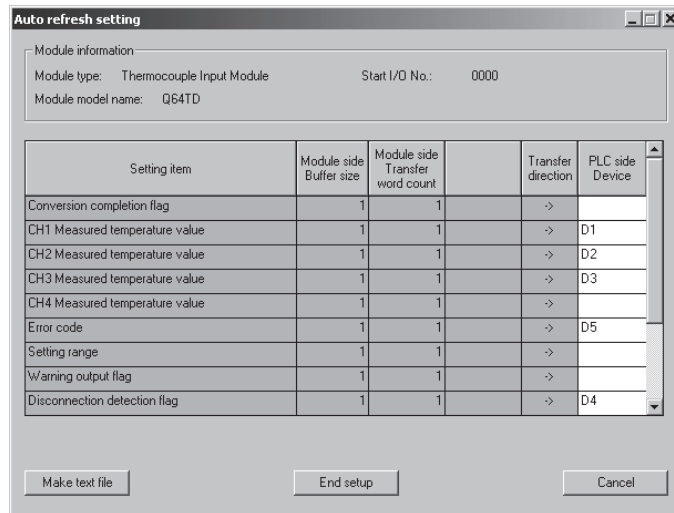 Auto refresh setting
Module information
Module type: Thermocouple Input Module Start I/O No.: 0000
Module model name: Q64TD
Setting item Module side Buffer size Module side Transfer word count Transfer direction PLC side Device
Conversion completion flag 1 1 ->
CH1 Measured temperature value 1 1 -> D1
CH2 Measured temperature value 1 1 -> D2
CH3 Measured temperature value 1 1 -> D3
CH4 Measured temperature value 1 1 ->
Error code 1 1 -> D5
Setting range 1 1 ->
Warning output flag 1 1 ->
Disconnection detection flag 1 1 -> D4
Make text file End setup Cancel